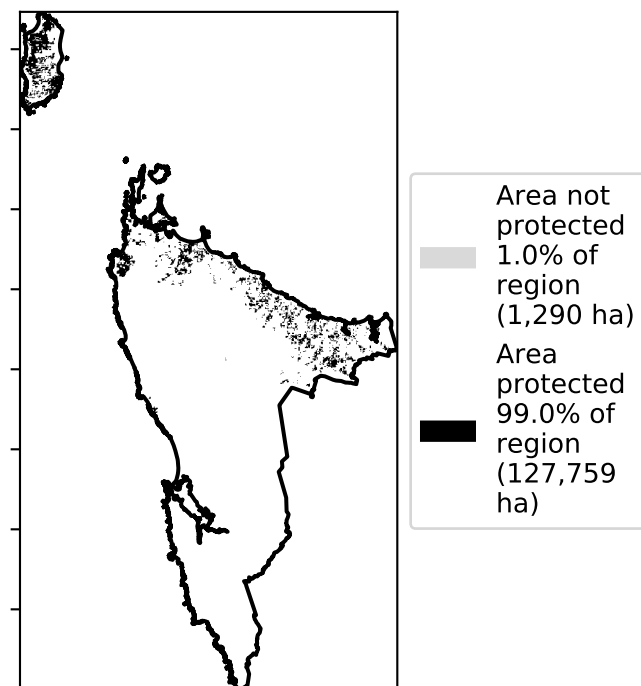 Area not
protected
1.0% of
region
(1,290 ha)
Area
protected
99.0% of
region
(127,759
ha)